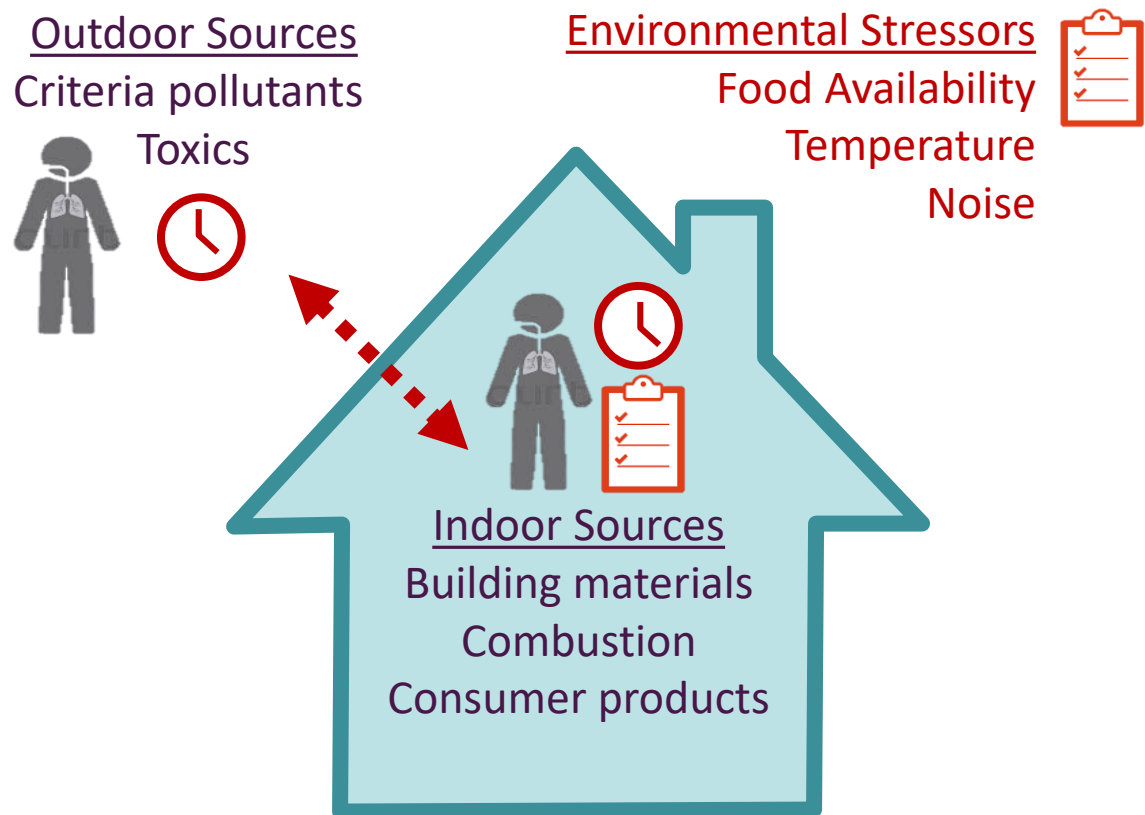 Outdoor Sources
Criteria pollutants
Toxics
Environmental Stressors
Food Availability
Temperature
Noise
Indoor Sources
Building materials
Combustion
Consumer products